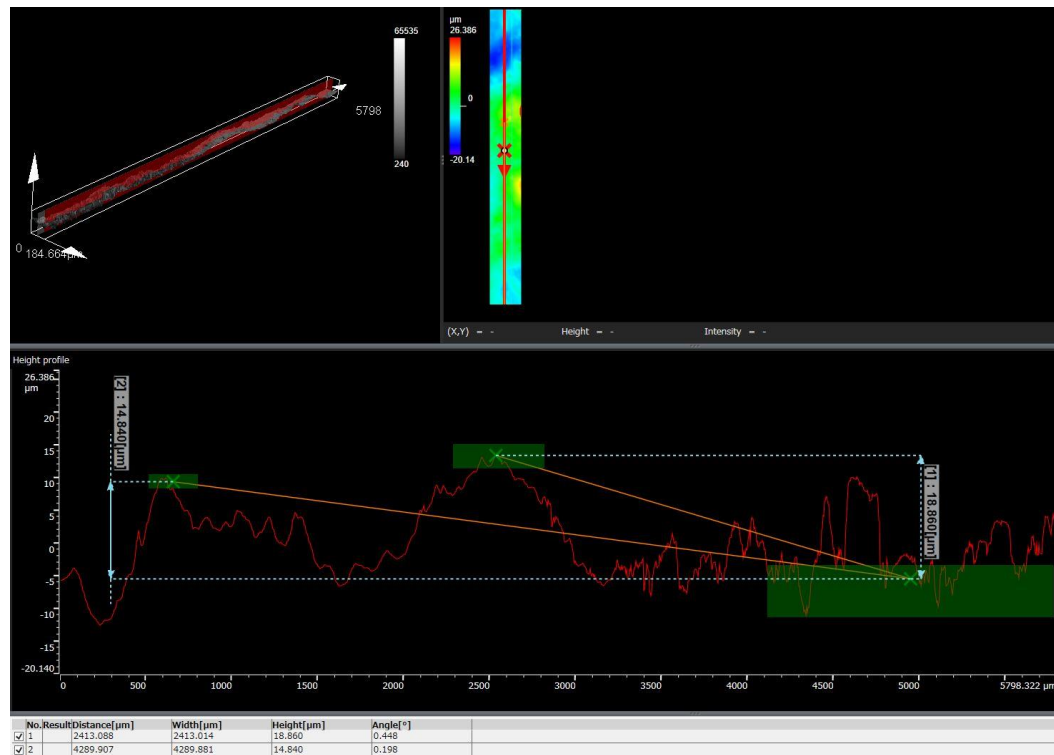 65535
5798
240
0
184.664µm
µm
26.386
0
-20.14
(X,Y) = - Height = - Intensity = -
Height profile
26.386
µm
20
15
10
5
0
-5
-10
-15
-20.140
[2] : 14.840[µm]
[1] : 18.860[µm]
0 500 1000 1500 2000 2500 3000 3500 4000 4500 5000 5798.322 µm
No. Result Distance[µm] Width[µm] Height[µm] Angle[°]
1 2413.088 2413.014 18.860 0.448
2 4289.907 4289.881 14.840 0.198